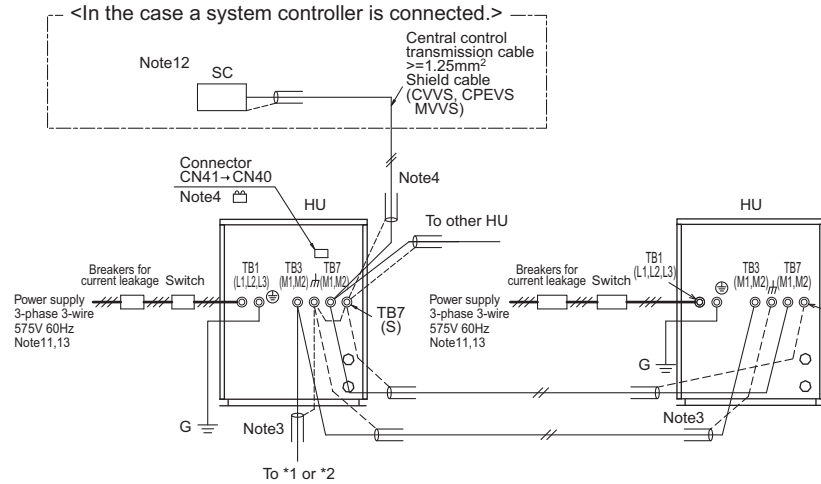 <In the case a system controller is connected.>
Note12
SC
Central control
transmission cable
>=1.25mm²
Shield cable
(CVVS, CPEVS
MVVS)
Connector
CN41→CN40
Note4
Note4
HU
To other HU
HU
Breakers for
current leakage
Switch
TB1
(L1,L2,L3)
TB3
(M1,M2)
TB7
(M1,M2)
TB7
(S)
Power supply
3-phase 3-wire
575V 60Hz
Note11,13
Breakers for
current leakage
Switch
TB1
(L1,L2,L3)
TB3
(M1,M2)
TB7
(M1,M2)
Power supply
3-phase 3-wire
575V 60Hz
Note11,13
G
G
Note3
Note3
To *1 or *2